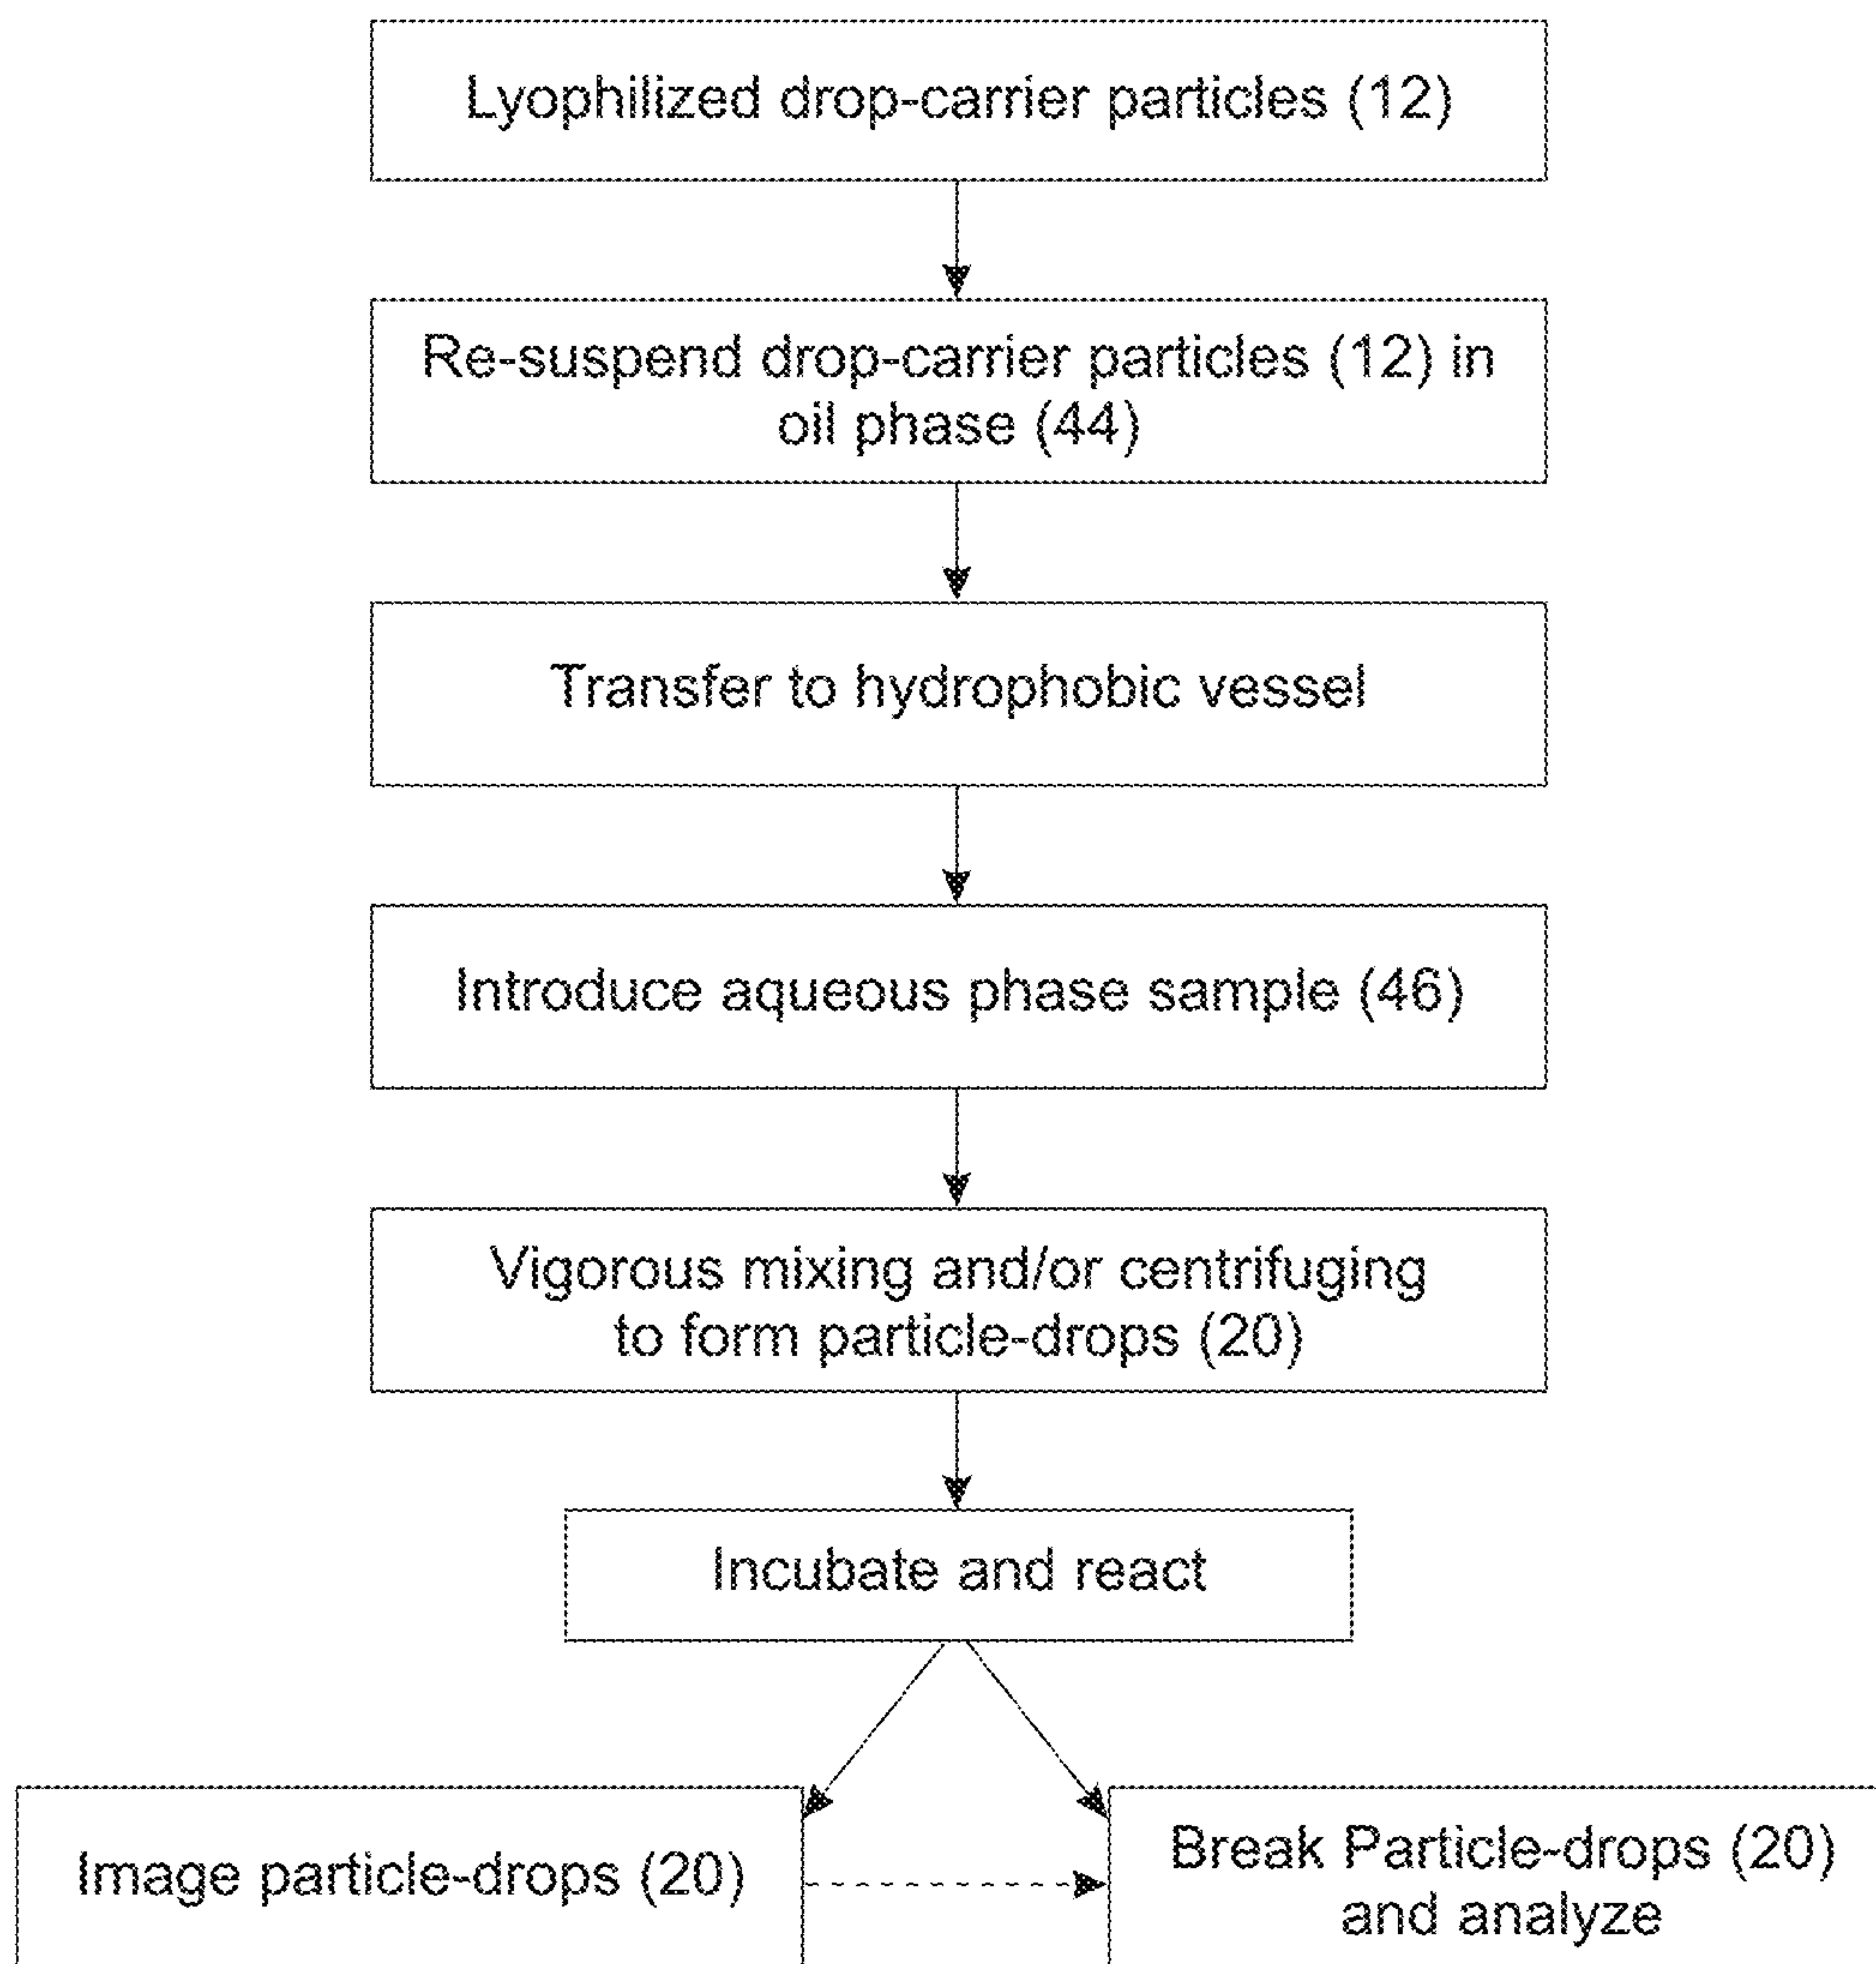 Lyophilized drop-carrier particles (12)
Re-suspend drop-carrier particles (12) in
oil phase (44)
Transfer to hydrophobic vessel
Introduce aqueous phase sample (46)
Vigorous mixing and/or centrifuging
to form particle-drops (20)
Incubate and react
Image particle-drops (20)
Break Particle-drops (20)
and analyze